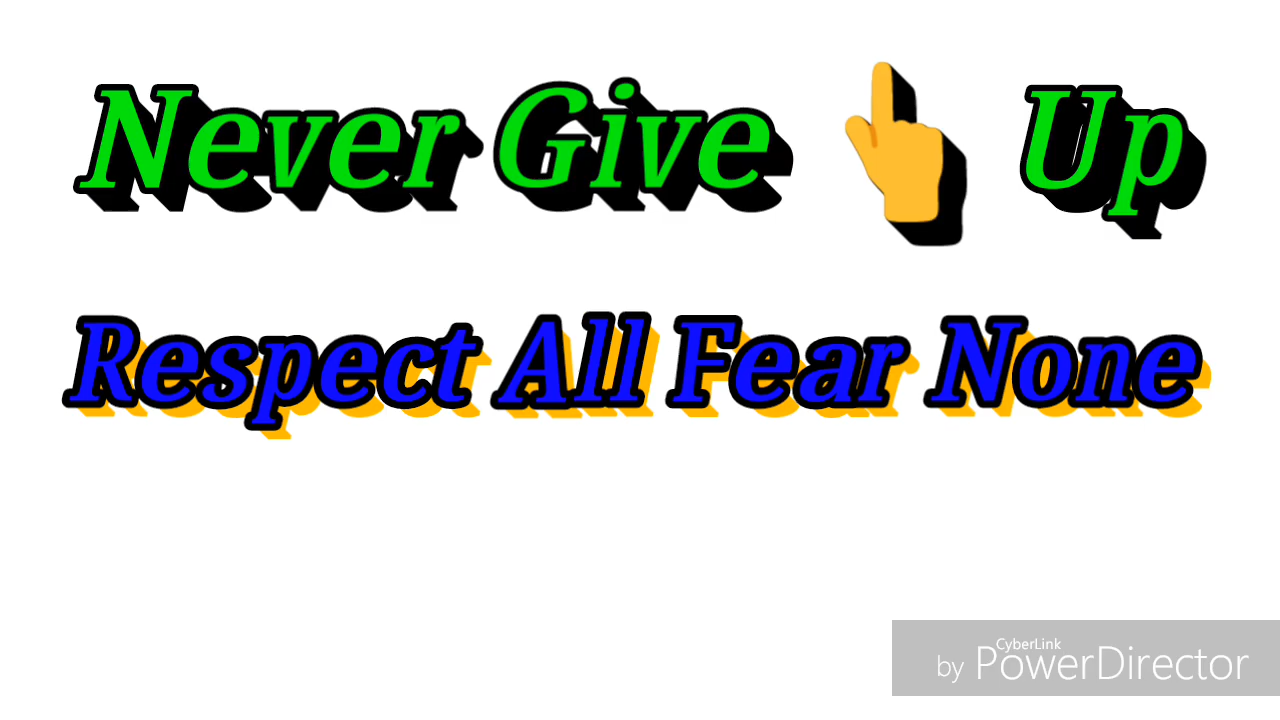 Never Give 👆 Up
Respect All Fear None
CyberLink
by PowerDirector